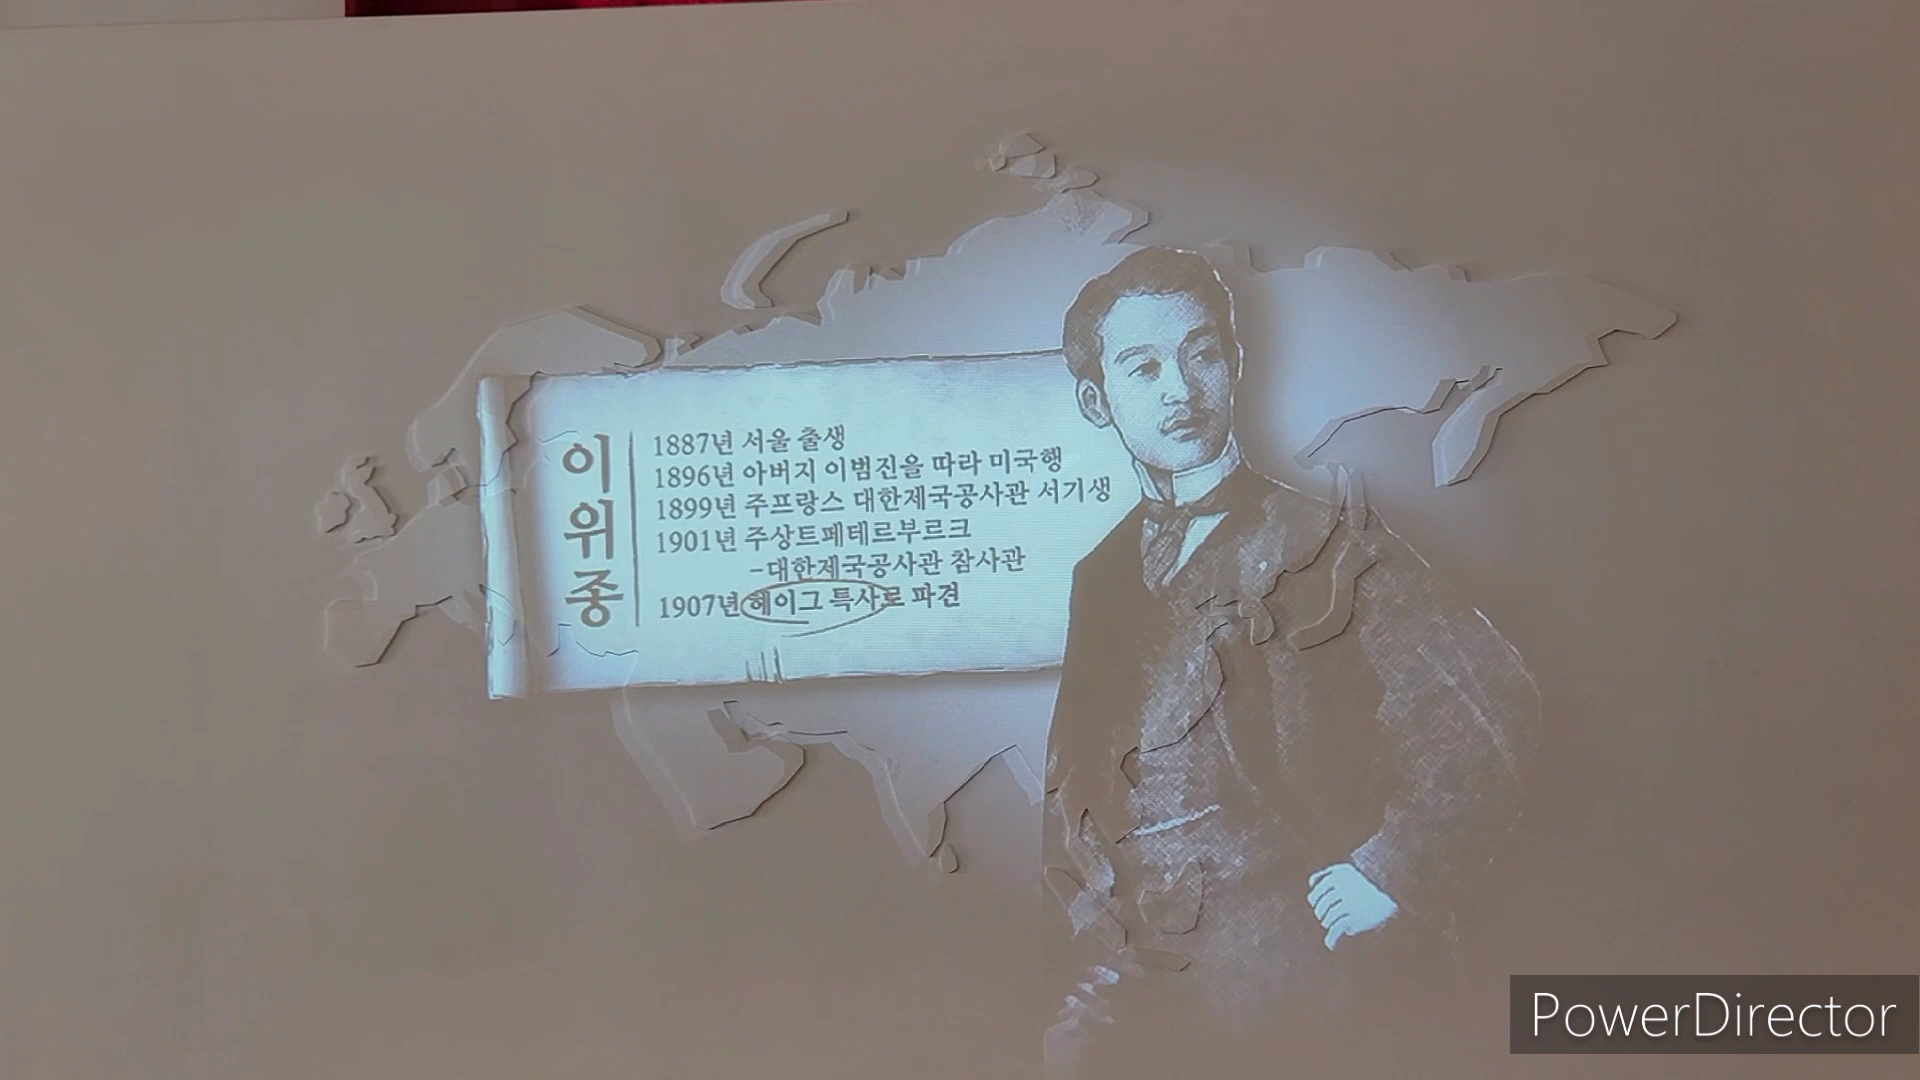 이위종
1887년 서울 출생
1896년 아버지 이범진을 따라 미국행
1899년 주프랑스 대한제국공사관 서기생
1901년 주상트페테르부르크
-대한제국공사관 참사관
1907년 헤이그 특사로 파견
PowerDirector